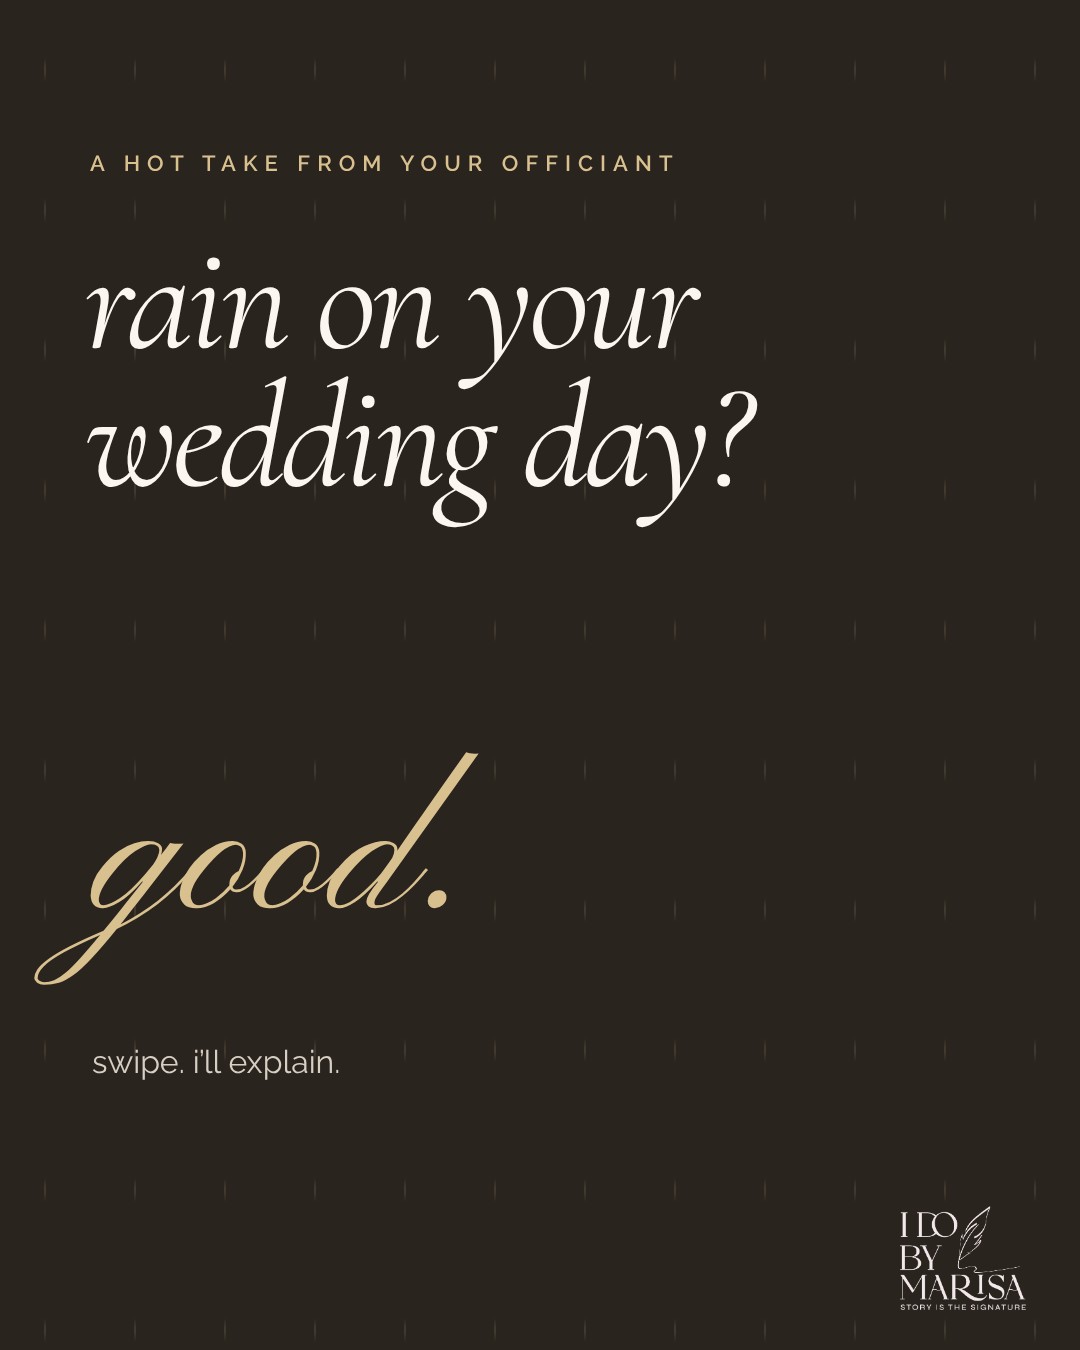 A HOT TAKE FROM YOUR OFFICIANT
rain on your
wedding day?
good.
swipe. i'll explain.
I DO
BY
MARISA
STORY IS THE SIGNATURE